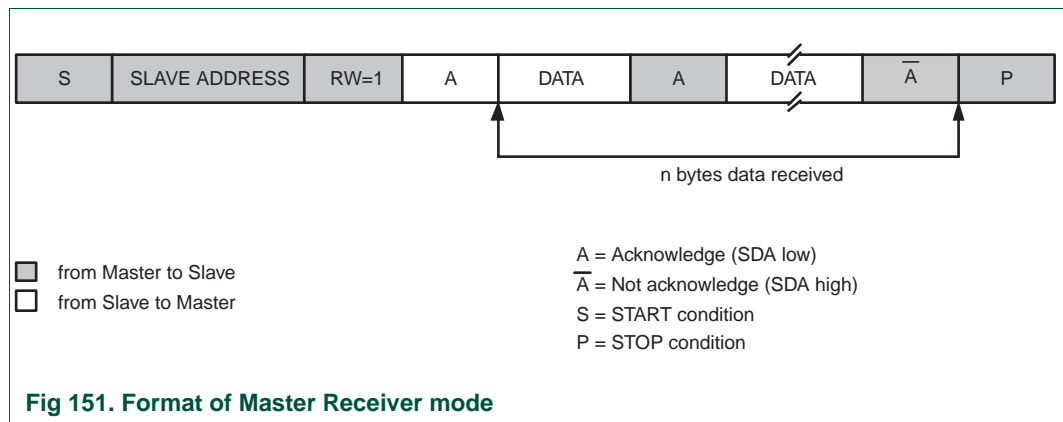 S SLAVE ADDRESS RW=1 A DATA A DATA A̅ P
n bytes data received
from Master to Slave
from Slave to Master
A = Acknowledge (SDA low)
A̅ = Not acknowledge (SDA high)
S = START condition
P = STOP condition
Fig 151. Format of Master Receiver mode